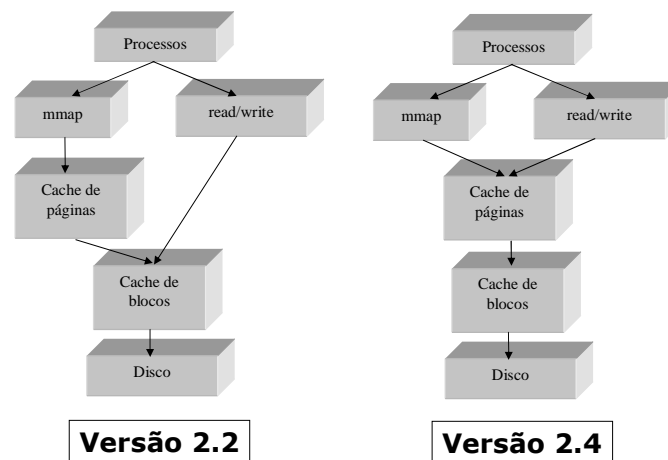 Processos
mmap
read/write
Cache de
páginas
Cache de
blocos
Disco
Versão 2.2
Processos
mmap
read/write
Cache de
páginas
Cache de
blocos
Disco
Versão 2.4